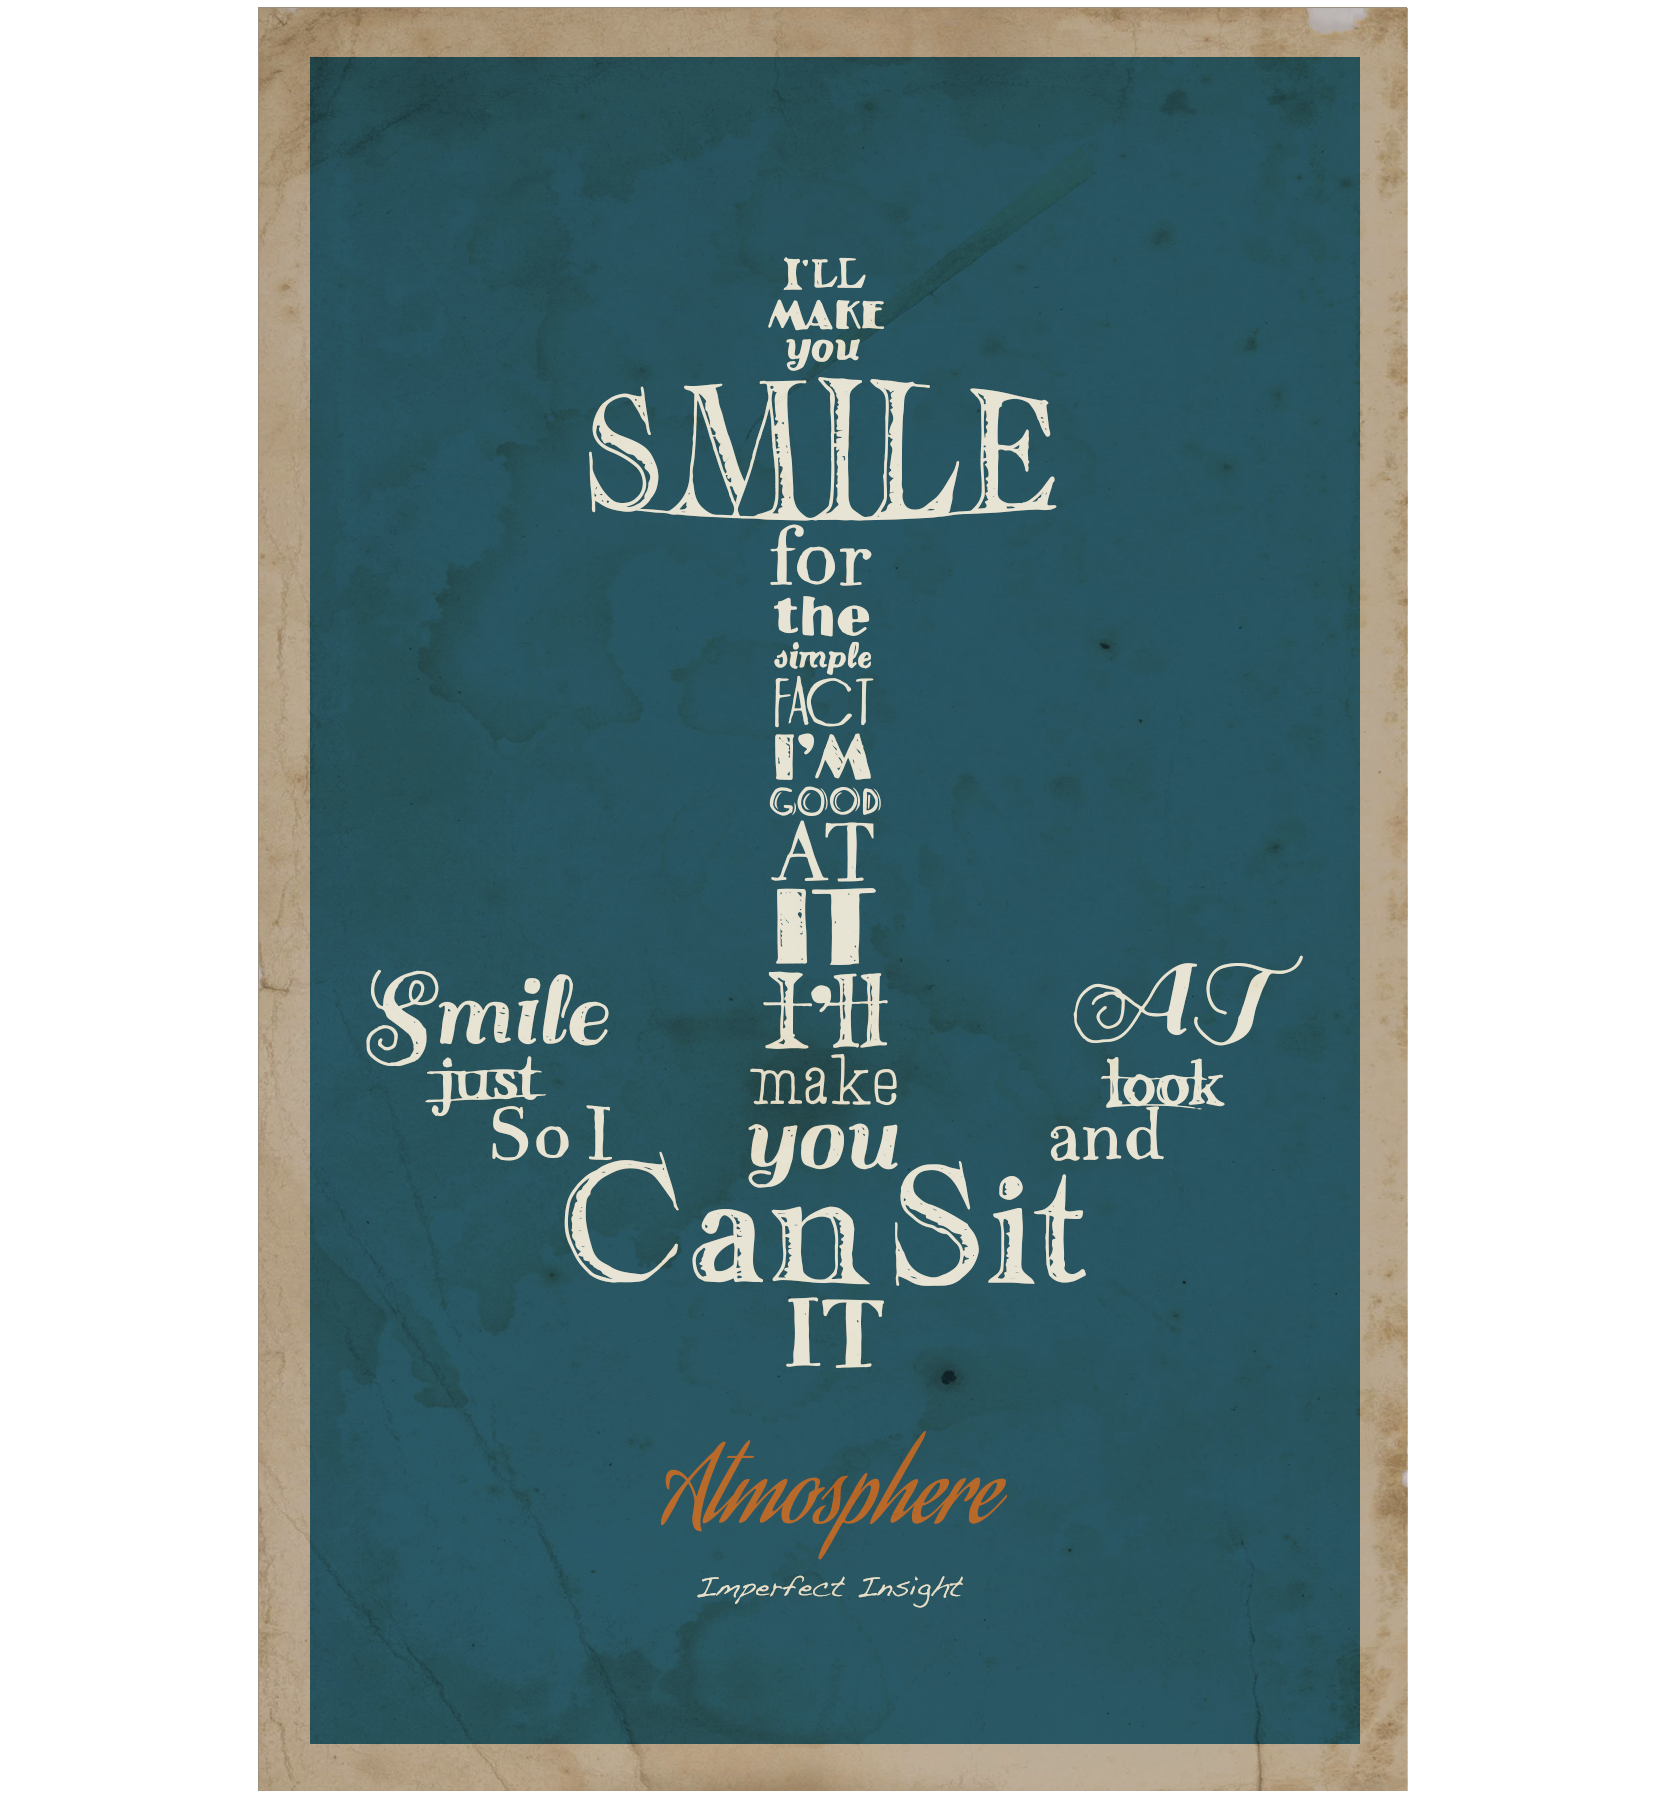 I'LL
MAKE
you
SMILE
for
the
simple
FACT
I'M
GOOD
AT
IT
I'll
make
you
Smile
just
So I
Can Sit
and
look
AT
IT
Atmosphere
Imperfect Insight